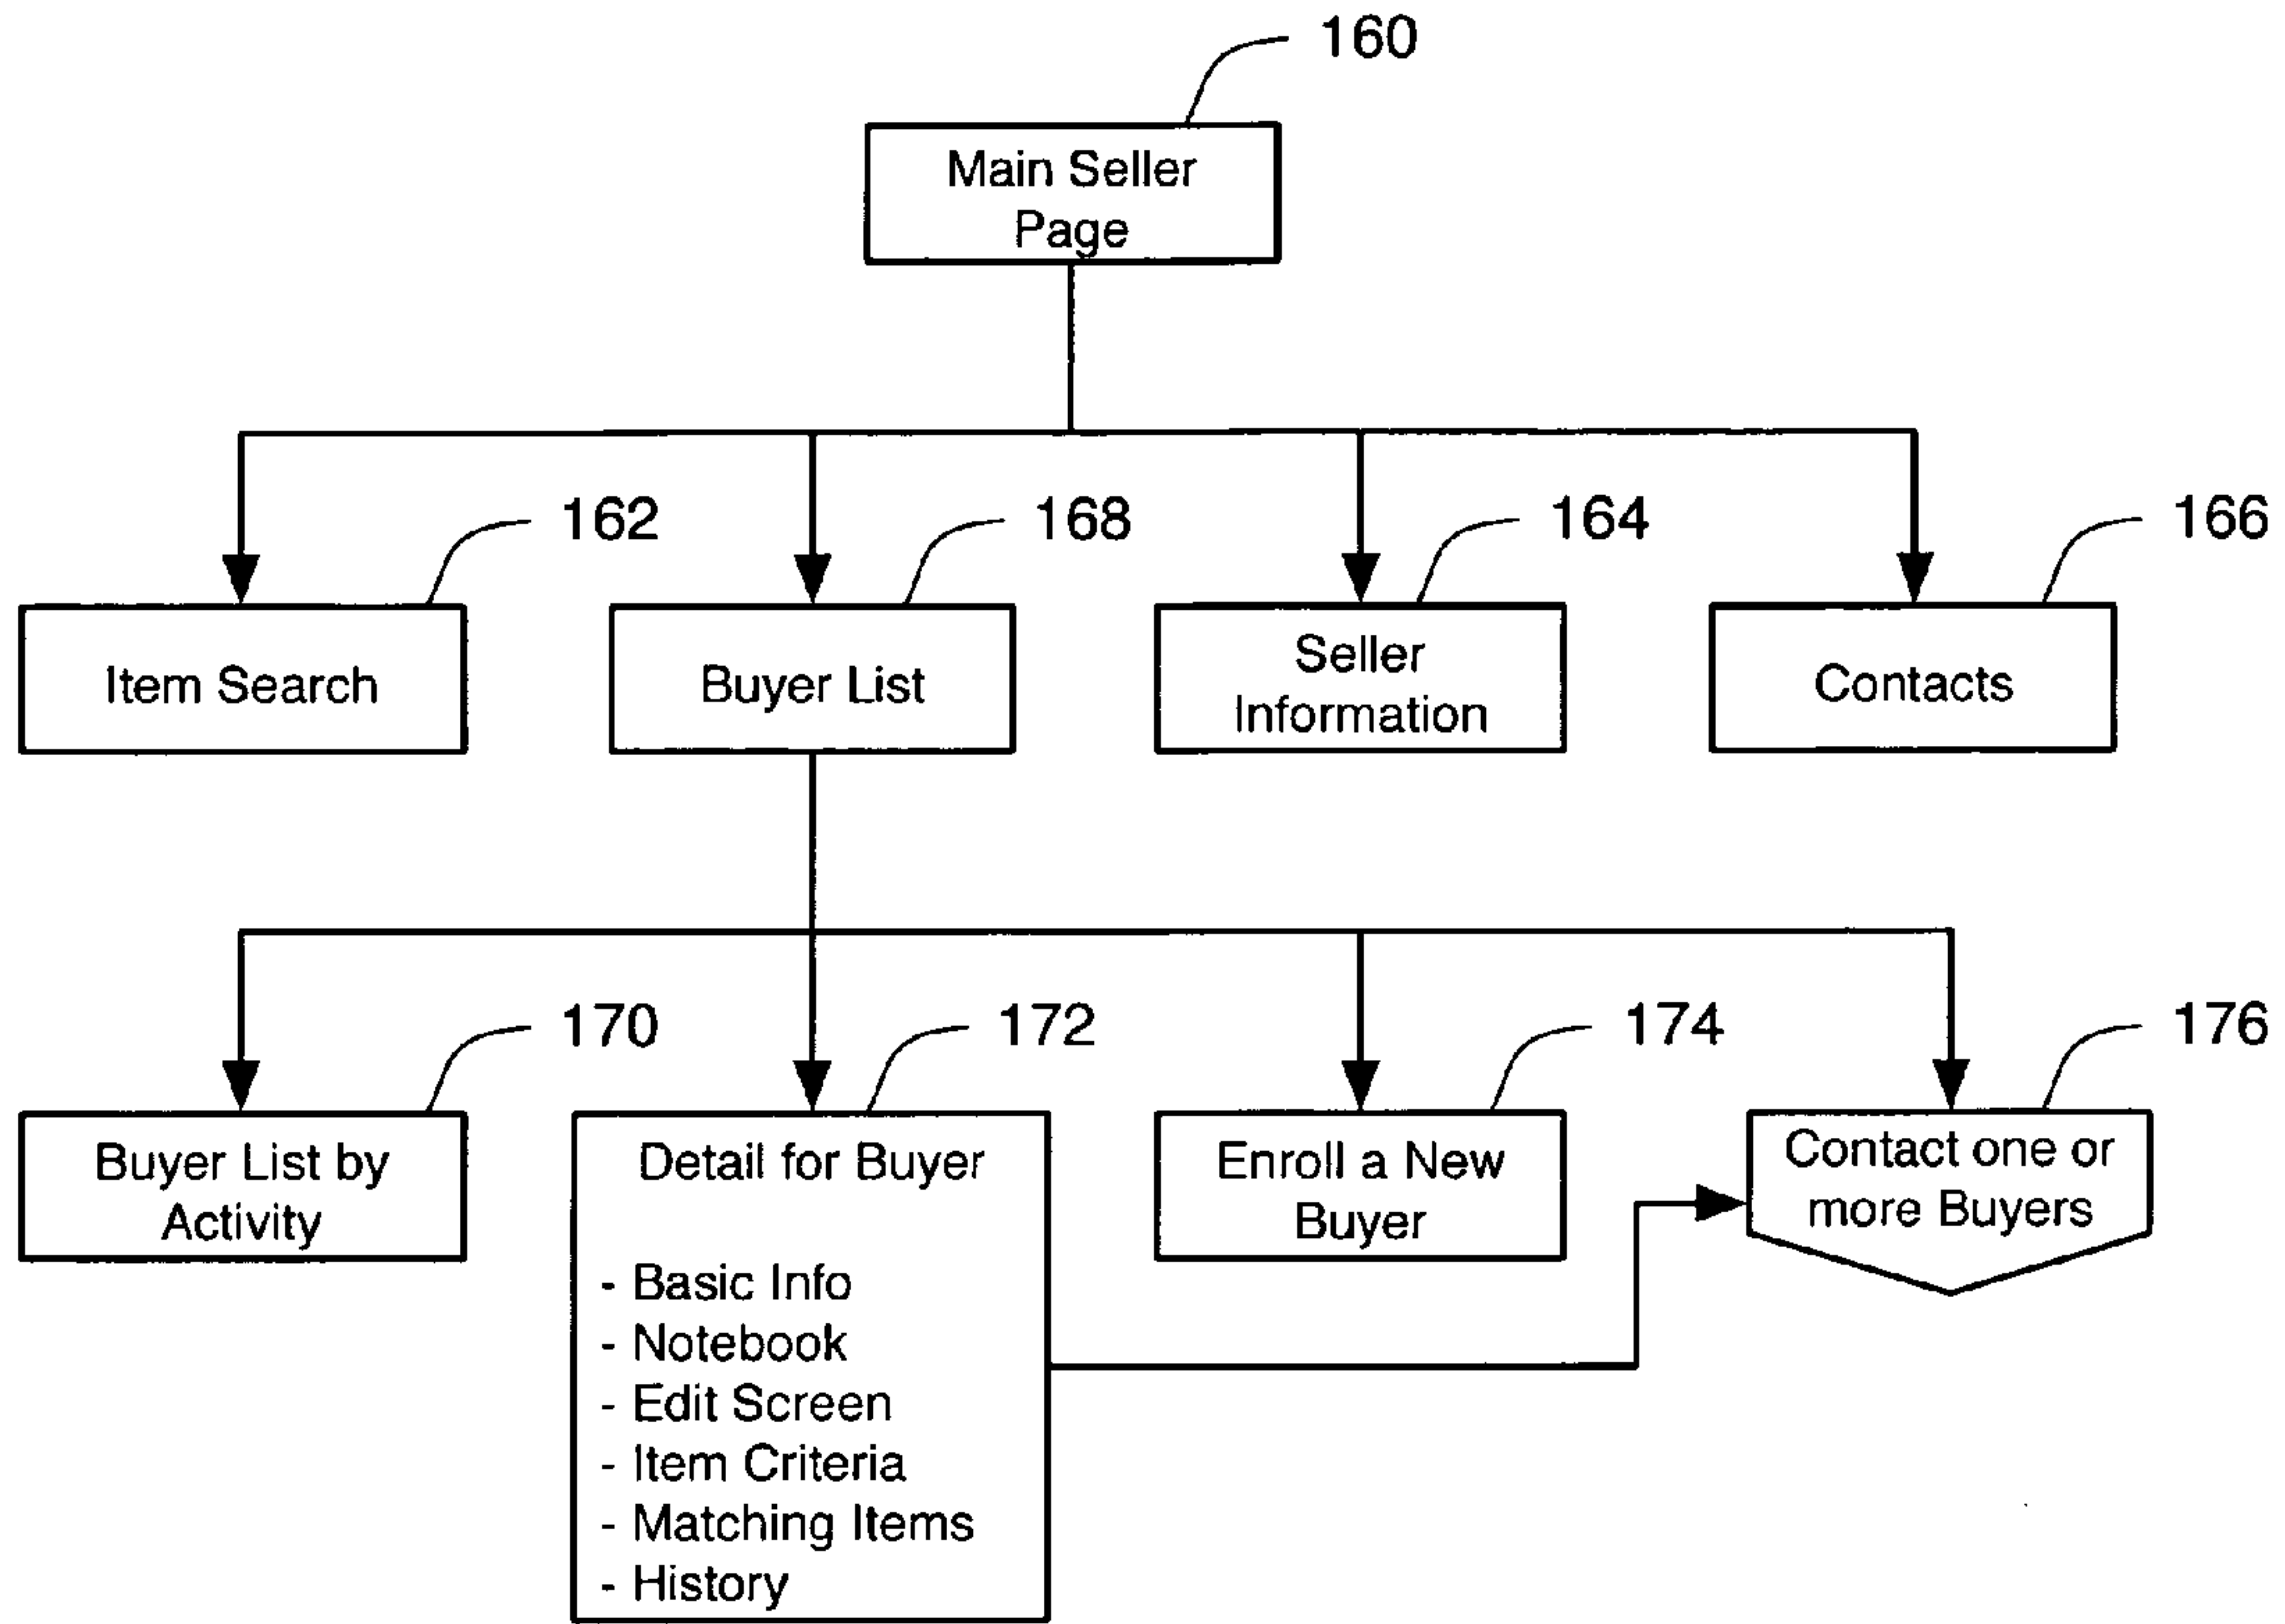 160
Main Seller
Page
162
168
164
166
Item Search
Buyer List
Seller
Information
Contacts
170
172
174
176
Buyer List by
Activity
Detail for Buyer
- Basic Info
- Notebook
- Edit Screen
- Item Criteria
- Matching Items
- History
Enroll a New
Buyer
Contact one or
more Buyers